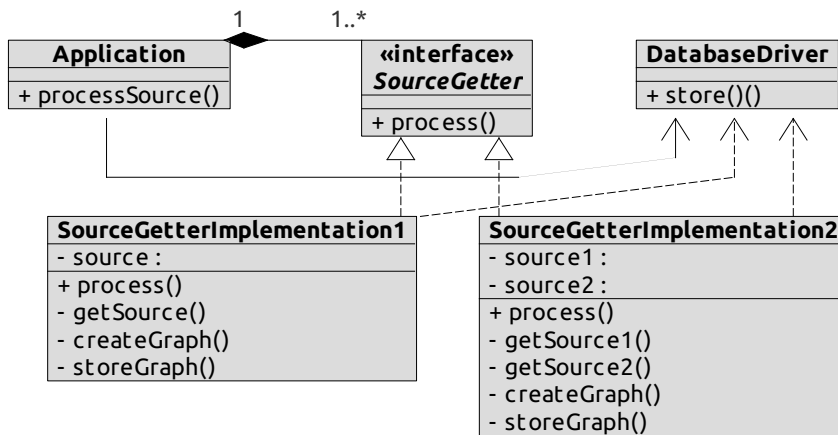 1
1..*
Application
+ processSource()
«interface»
SourceGetter
+ process()
DatabaseDriver
+ store()()
SourceGetterImplementation1
- source :
+ process()
- getSource()
- createGraph()
- storeGraph()
SourceGetterImplementation2
- source1 :
- source2 :
+ process()
- getSource1()
- getSource2()
- createGraph()
- storeGraph()